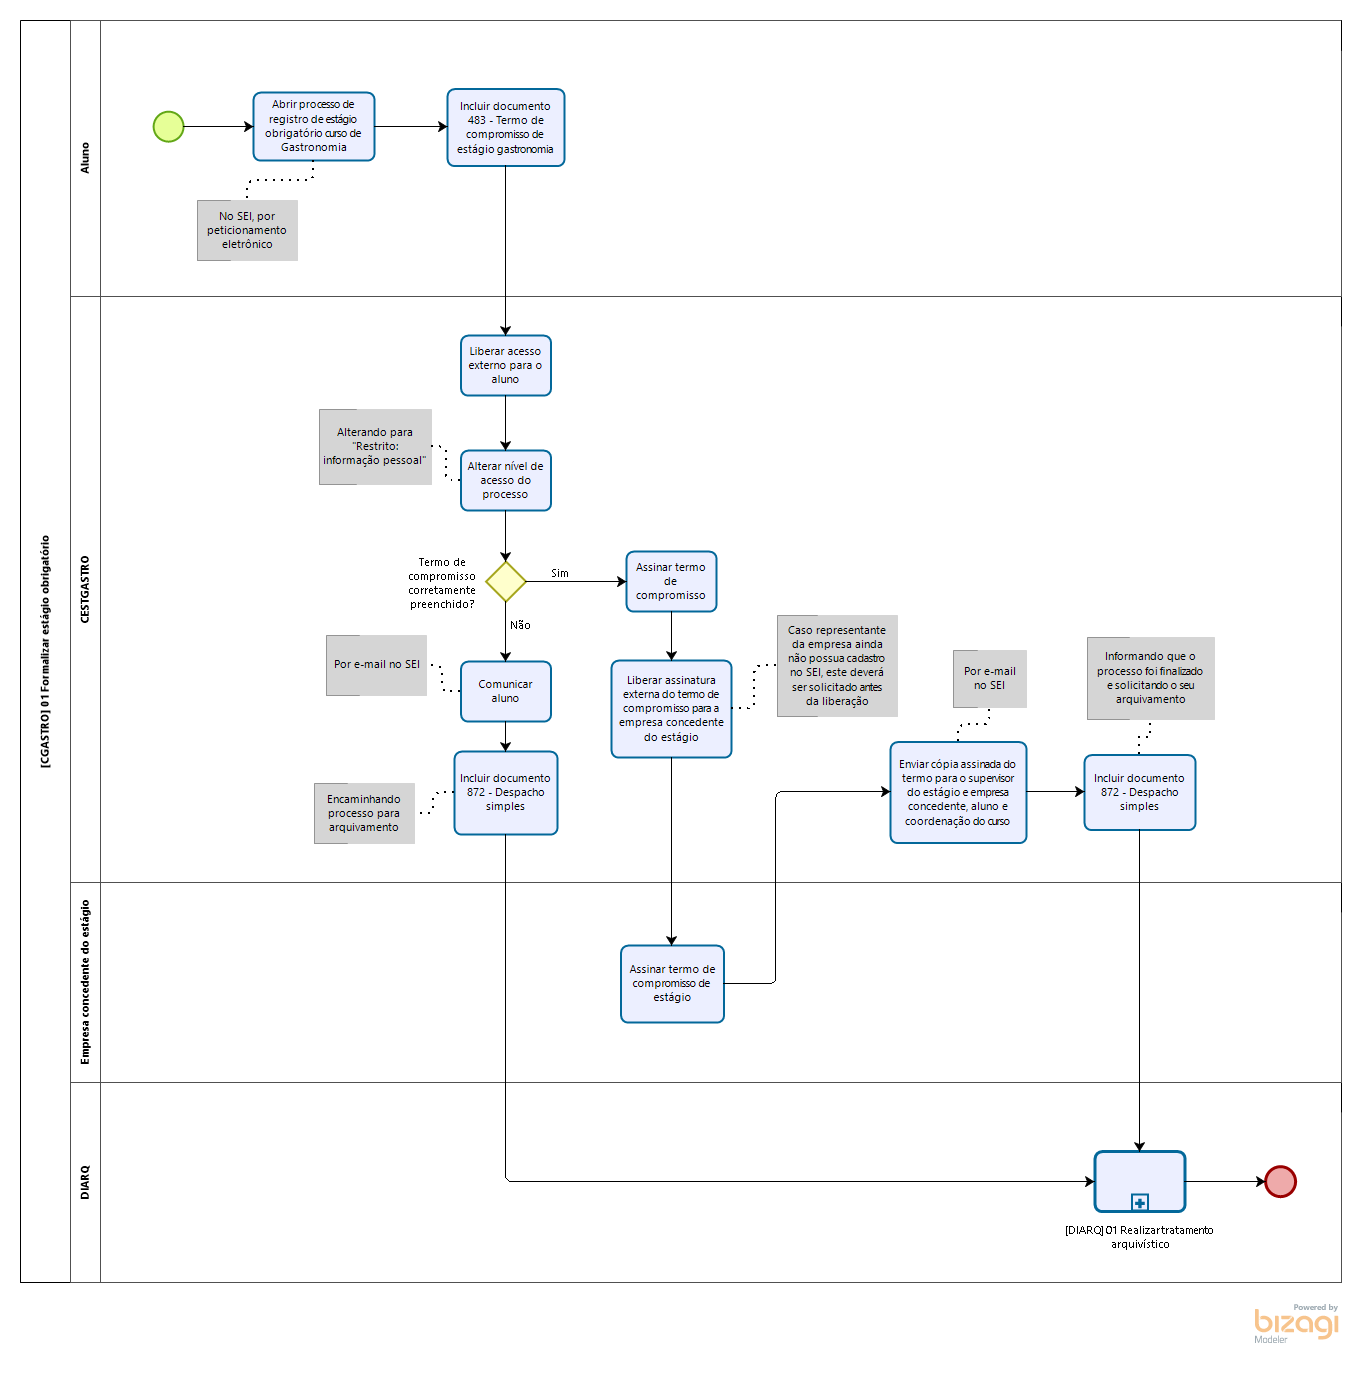 [CGASTRO] 01 Formalizar estágio obrigatório
Aluno
Abrir processo de
registro de estágio
obrigatório curso de
Gastronomia
Incluir documento
483 - Termo de
compromisso de
estágio gastronomia
No SEI, por
peticionamento
eletrônico
CESTGASTRO
Liberar acesso
externo para o
aluno
Alterando para
"Restrito:
informação pessoal"
Alterar nível de
acesso do
processo
Termo de
compromisso
corretamente
preenchido?
Sim
Não
Assinar termo
de
compromisso
Por e-mail no SEI
Comunicar
aluno
Liberar assinatura
externa do termo de
compromisso para a
empresa concedente
do estágio
Caso representante
da empresa ainda
não possua cadastro
no SEI, este deverá
ser solicitado antes
da liberação
Por e-mail
no SEI
Informando que o
processo foi finalizado
e solicitando o seu
arquivamento
Encaminhando
processo para
arquivamento
Incluir documento
872 - Despacho
simples
Enviar cópia assinada do
termo para o supervisor
do estágio e empresa
concedente, aluno e
coordenação do curso
Incluir documento
872 - Despacho
simples
Empresa concedente do estágio
Assinar termo de
compromisso de
estágio
DIARQ
[DIARQ] 01 Realizar tratamento
arquivístico
Powered by
bizagi
Modeler